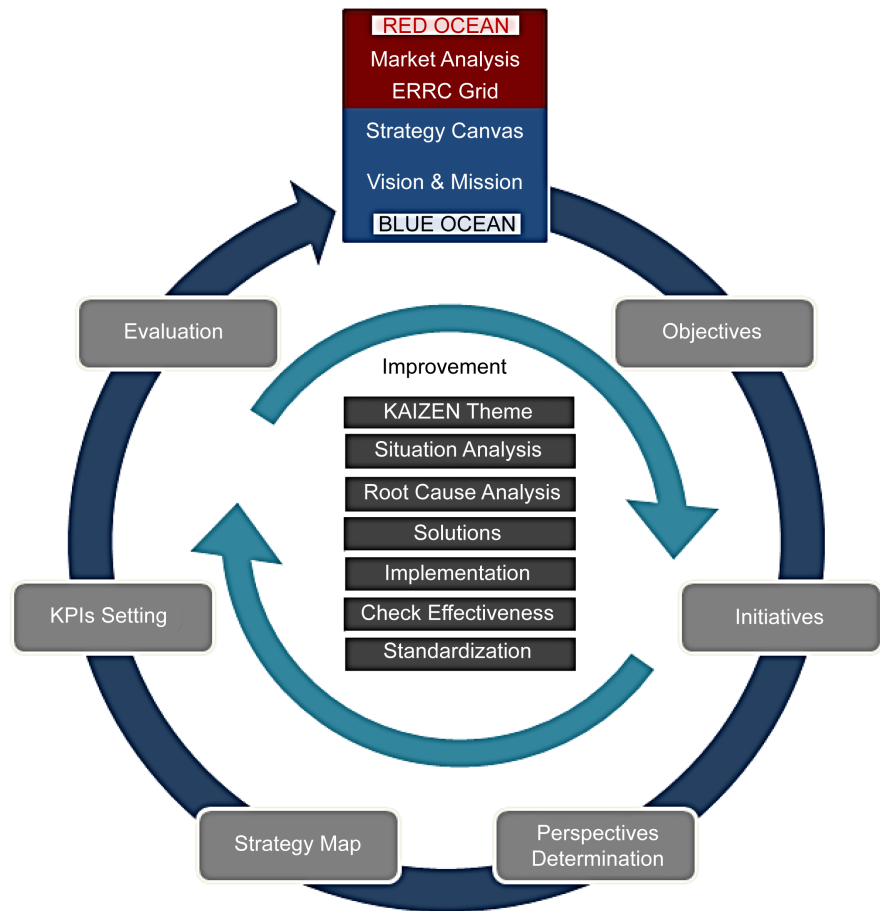 RED OCEAN
Market Analysis
ERRC Grid
Strategy Canvas
Vision & Mission
BLUE OCEAN
Evaluation
Objectives
Improvement
KAIZEN Theme
Situation Analysis
Root Cause Analysis
Solutions
Implementation
Check Effectiveness
Standardization
KPIs Setting
Initiatives
Strategy Map
Perspectives
Determination